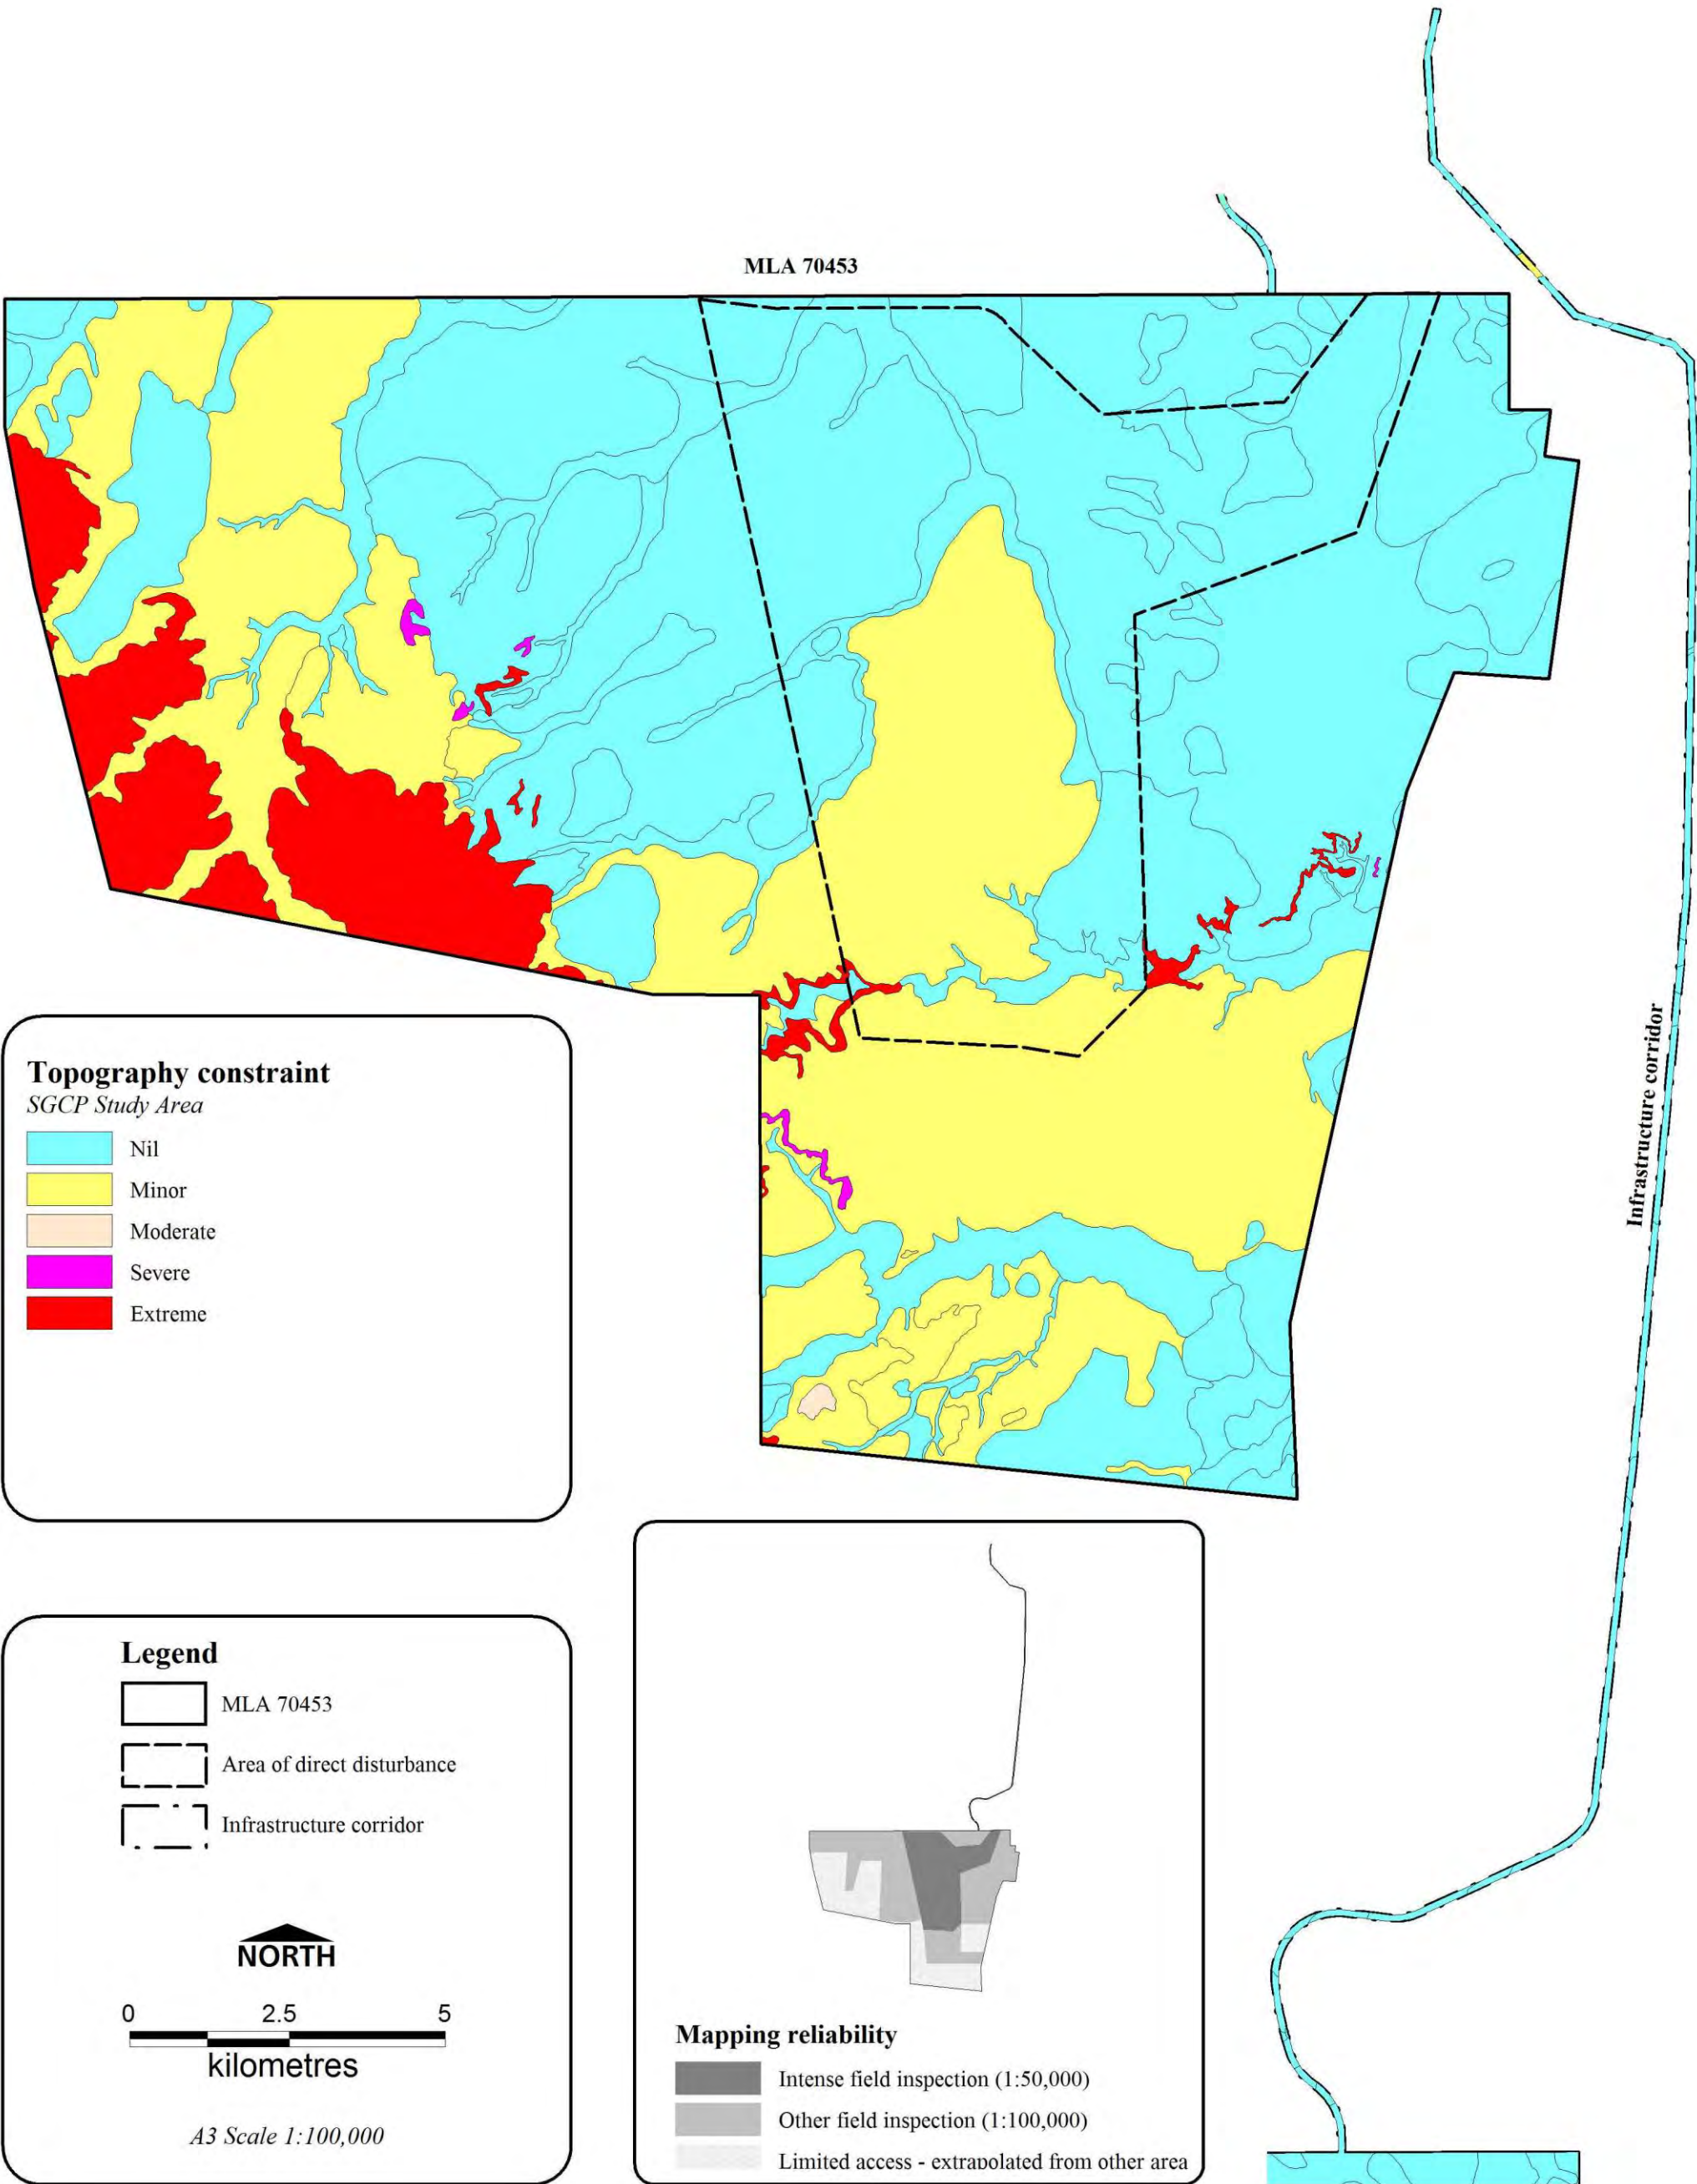 MLA 70453
Infrastructure corridor
Topography constraint
SGCP Study Area
Nil
Minor
Moderate
Severe
Extreme
Legend
MLA 70453
Area of direct disturbance
Infrastructure corridor
NORTH
0 2.5 5
kilometres
A3 Scale 1:100,000
Mapping reliability
Intense field inspection (1:50,000)
Other field inspection (1:100,000)
Limited access - extrapolated from other area